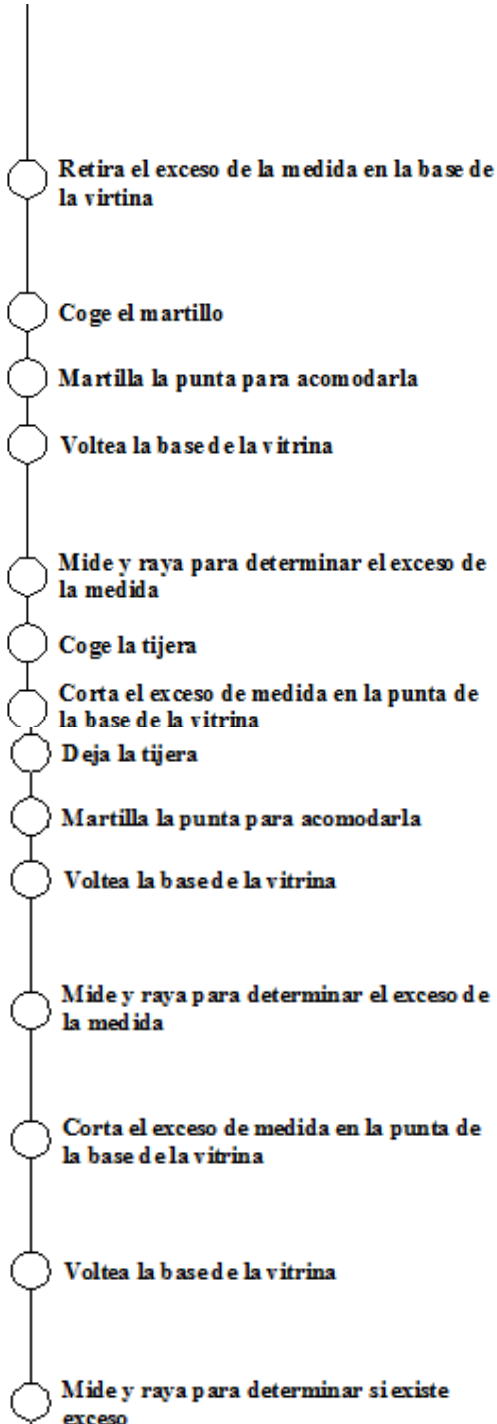 Retira el exceso de la medida en la base de
la virtina
Coge el martillo
Martilla la punta para acomodarla
Voltea la base de la vitrina
Mide y raya para determinar el exceso de
la medida
Coge la tijera
Corta el exceso de medida en la punta de
la base de la vitrina
Deja la tijera
Martilla la punta para acomodarla
Voltea la base de la vitrina
Mide y raya para determinar el exceso de
la medida
Corta el exceso de medida en la punta de
la base de la vitrina
Voltea la base de la vitrina
Mide y raya para determinar si existe
exceso